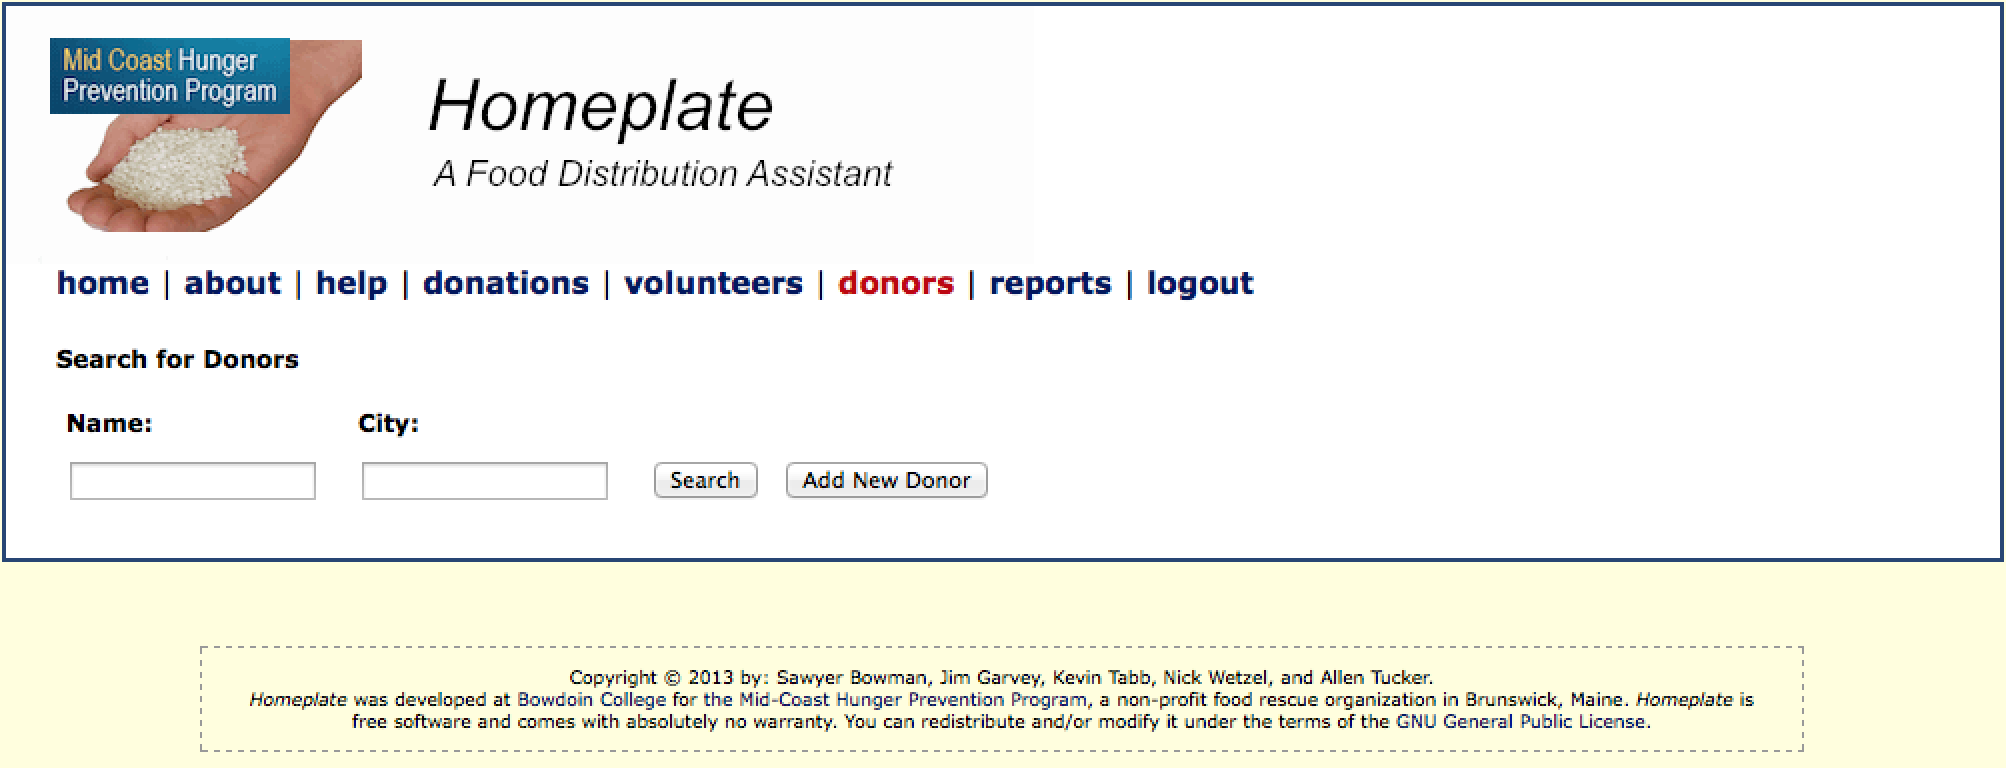 Mid Coast Hunger
Prevention Program
Homeplate
A Food Distribution Assistant
home | about | help | donations | volunteers | donors | reports | logout
Search for Donors
Name: City:
Search Add New Donor
Copyright © 2013 by: Sawyer Bowman, Jim Garvey, Kevin Tabb, Nick Wetzel, and Allen Tucker.
Homeplate was developed at Bowdoin College for the Mid-Coast Hunger Prevention Program, a non-profit food rescue organization in Brunswick, Maine. Homeplate is
free software and comes with absolutely no warranty. You can redistribute and/or modify it under the terms of the GNU General Public License.